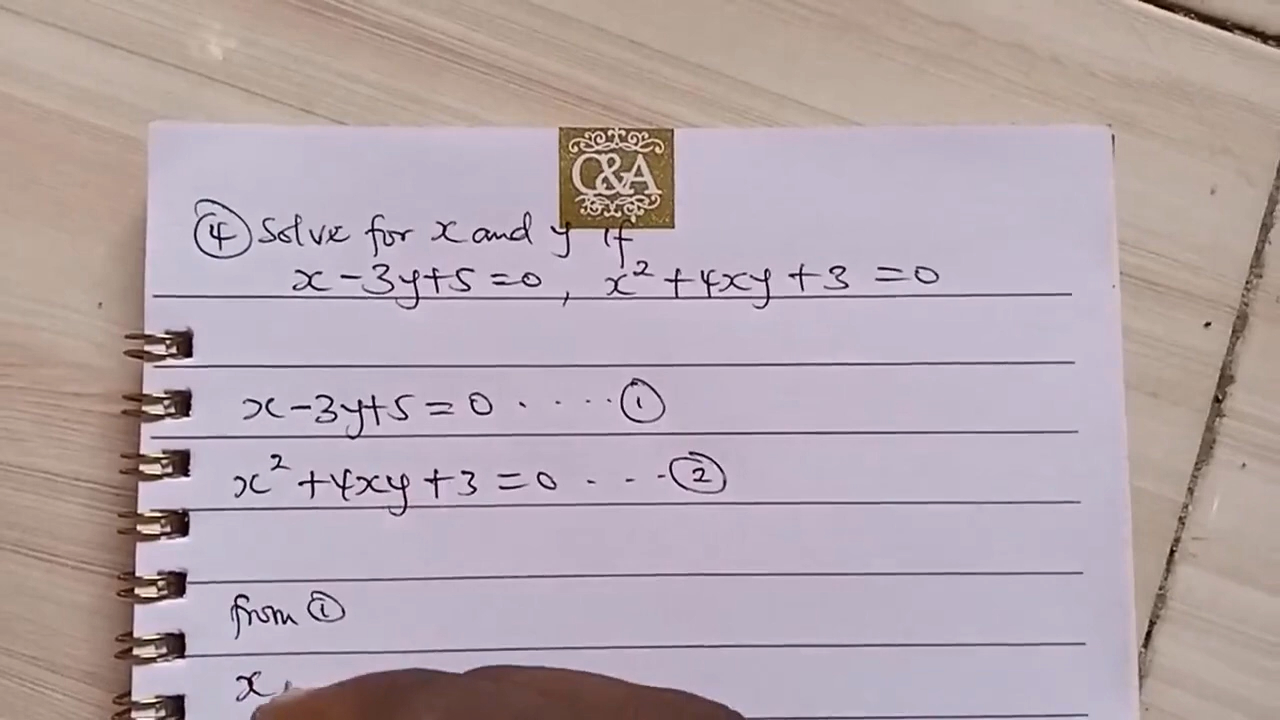 C&A
④ Solve for x and y if
x - 3y + 5 = 0, x² + 4xy + 3 = 0
x - 3y + 5 = 0 ..... ①
x² + 4xy + 3 = 0 ... ②
from ①
x